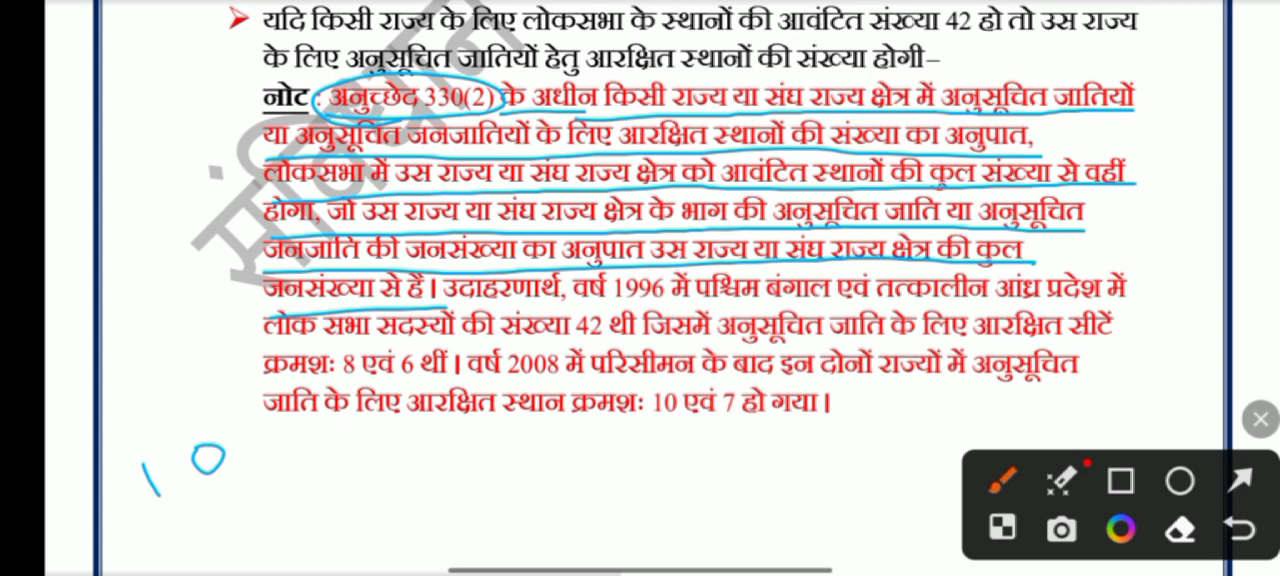 यदि किसी राज्य के लिए लोकसभा के स्थानों की आवंटित संख्या 42 हो तो उस राज्य
के लिए अनुसूचित जातियों हेतु आरक्षित स्थानों की संख्या होगी–
नोट : अनुच्छेद 330(2) के अधीन किसी राज्य या संघ राज्य क्षेत्र में अनुसूचित जातियों
या अनुसूचित जनजातियों के लिए आरक्षित स्थानों की संख्या का अनुपात,
लोकसभा में उस राज्य या संघ राज्य क्षेत्र को आवंटित स्थानों की कुल संख्या से वहीं
होगा, जो उस राज्य या संघ राज्य क्षेत्र के भाग की अनुसूचित जाति या अनुसूचित
जनजाति की जनसंख्या का अनुपात उस राज्य या संघ राज्य क्षेत्र की कुल
जनसंख्या से है। उदाहरणार्थ, वर्ष 1996 में पश्चिम बंगाल एवं तत्कालीन आंध्र प्रदेश में
लोक सभा सदस्यों की संख्या 42 थी जिसमें अनुसूचित जाति के लिए आरक्षित सीटें
क्रमशः 8 एवं 6 थीं। वर्ष 2008 में परिसीमन के बाद इन दोनों राज्यों में अनुसूचित
जाति के लिए आरक्षित स्थान क्रमशः 10 एवं 7 हो गया।
10
संविधान